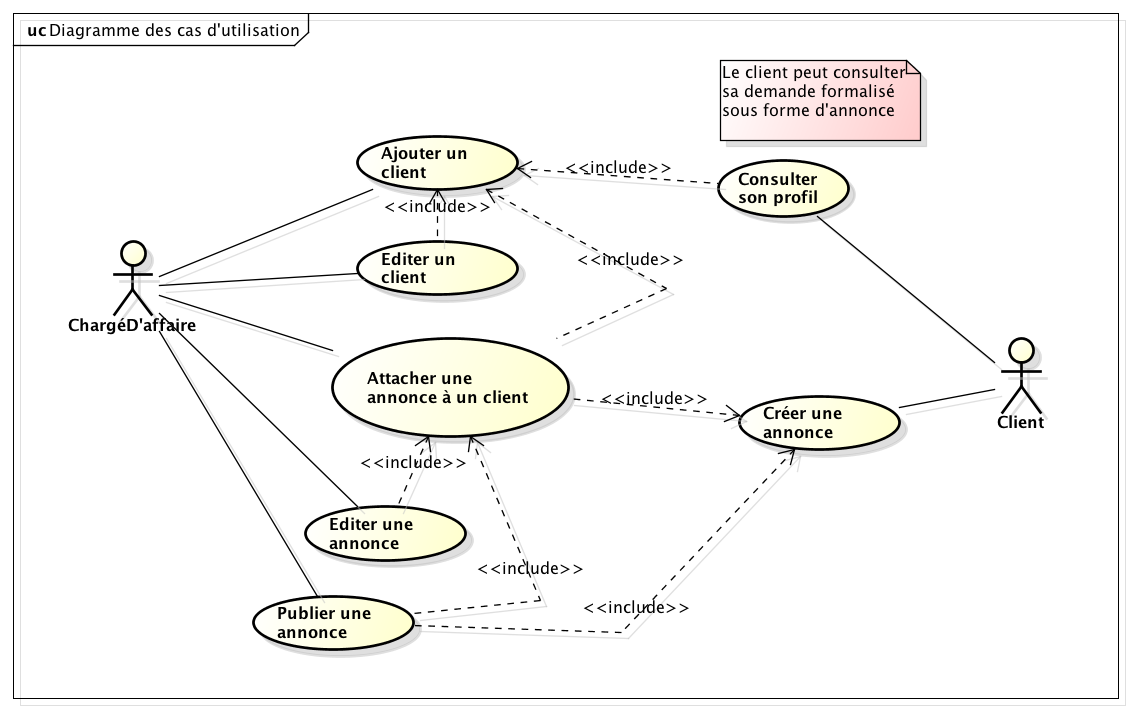 uc Diagramme des cas d'utilisation
Le client peut consulter
sa demande formalisé
sous forme d'annonce
Ajouter un
client
<<include>>
Consulter
son profil
<<include>>
Editer un
client
<<include>>
ChargéD'affaire
Attacher une
annonce à un client
<<include>>
Créer une
annonce
Client
<<include>>
Editer une
annonce
<<include>>
<<include>>
Publier une
annonce